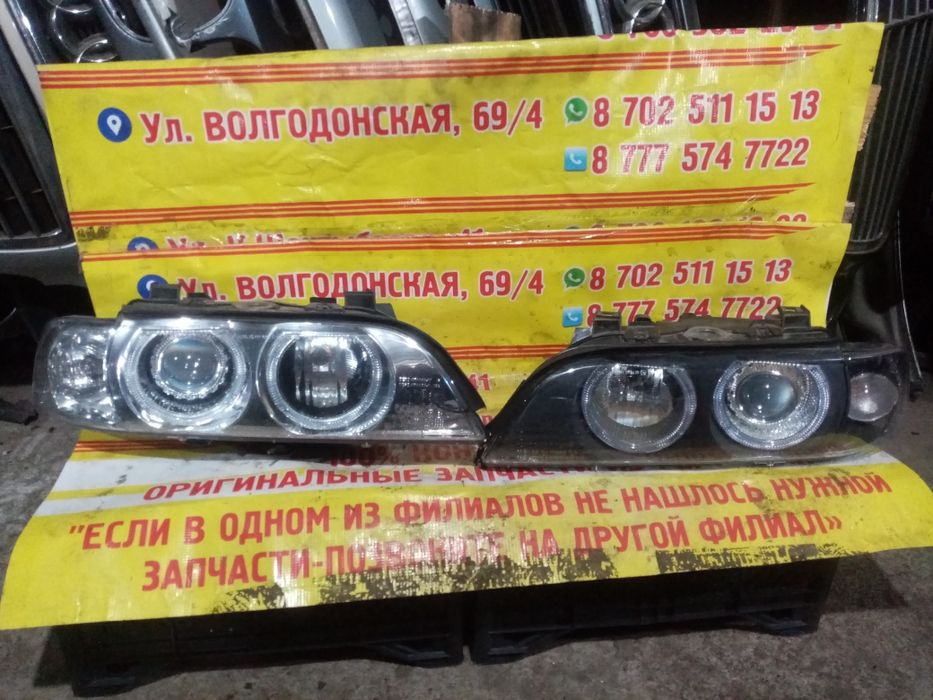 Ул. ВОЛГОДОНСКАЯ, 69/4 8 702 511 15 13
8 777 574 7722
Ул.
Ул. ВОЛГОДОНСКАЯ, 69/4 8 702 511 15 13
8 777 574 7722
100%
ОРИГИНАЛЬНЫЕ
"ЕСЛИ В ОДНОМ ИЗ ФИЛИАЛОВ НЕ НАШЛОСЬ НУЖНОЙ
ЗАПЧАСТИ-ПОЗВОНИТЕ НА ДРУГОЙ ФИЛИАЛ»